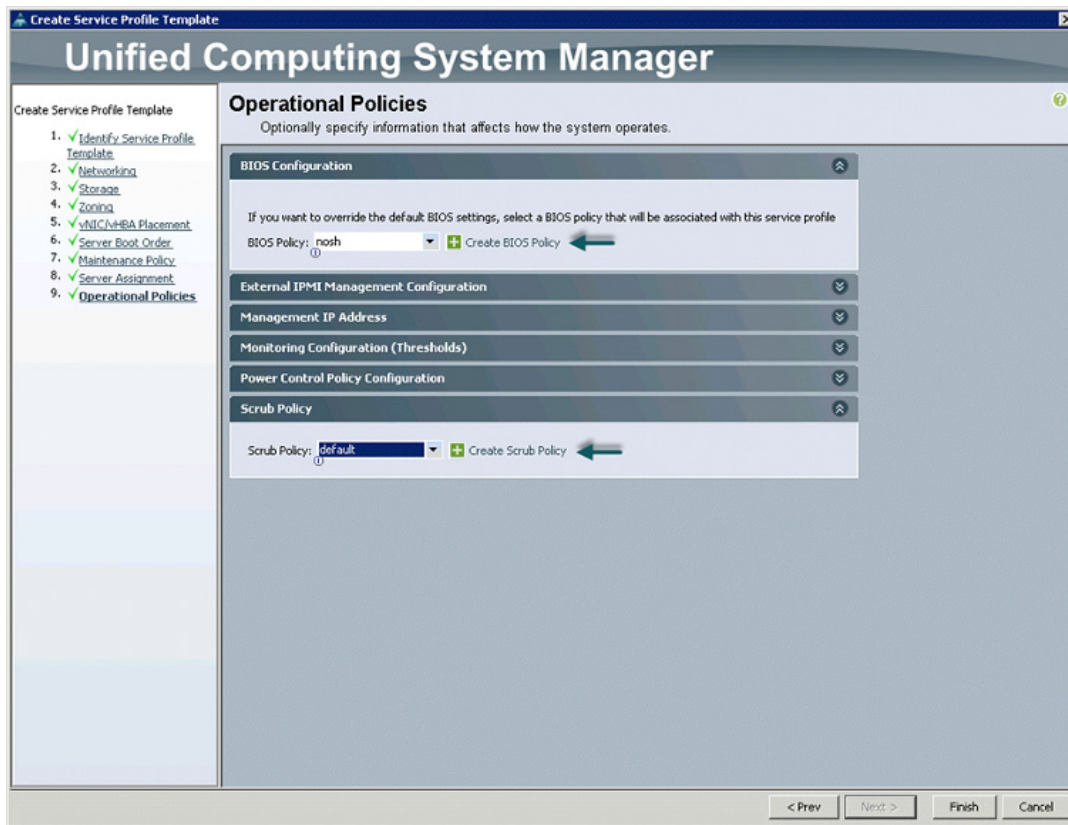 Create Service Profile Template
Unified Computing System Manager
Create Service Profile Template
1. Identify Service Profile
Template
2. Networking
3. Storage
4. Zoning
5. vNIC/vHBA Placement
6. Server Boot Order
7. Maintenance Policy
8. Server Assignment
9. Operational Policies
Operational Policies
Optionally specify information that affects how the system operates.
BIOS Configuration
If you want to override the default BIOS settings, select a BIOS policy that will be associated with this service profile
BIOS Policy: nosh Create BIOS Policy
External IPMI Management Configuration
Management IP Address
Monitoring Configuration (Thresholds)
Power Control Policy Configuration
Scrub Policy
Scrub Policy: default Create Scrub Policy
< Prev Next > Finish Cancel